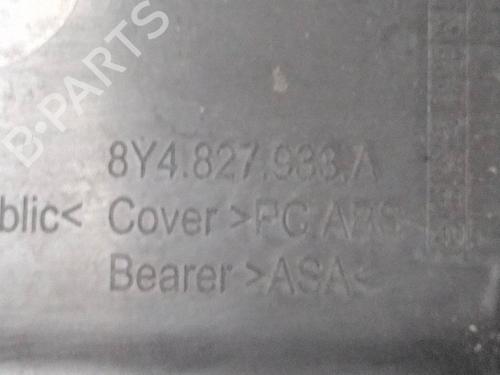 B-PARTS
8Y4.827.933.A
blic< Cover >PC ABS
Bearer >ASA<